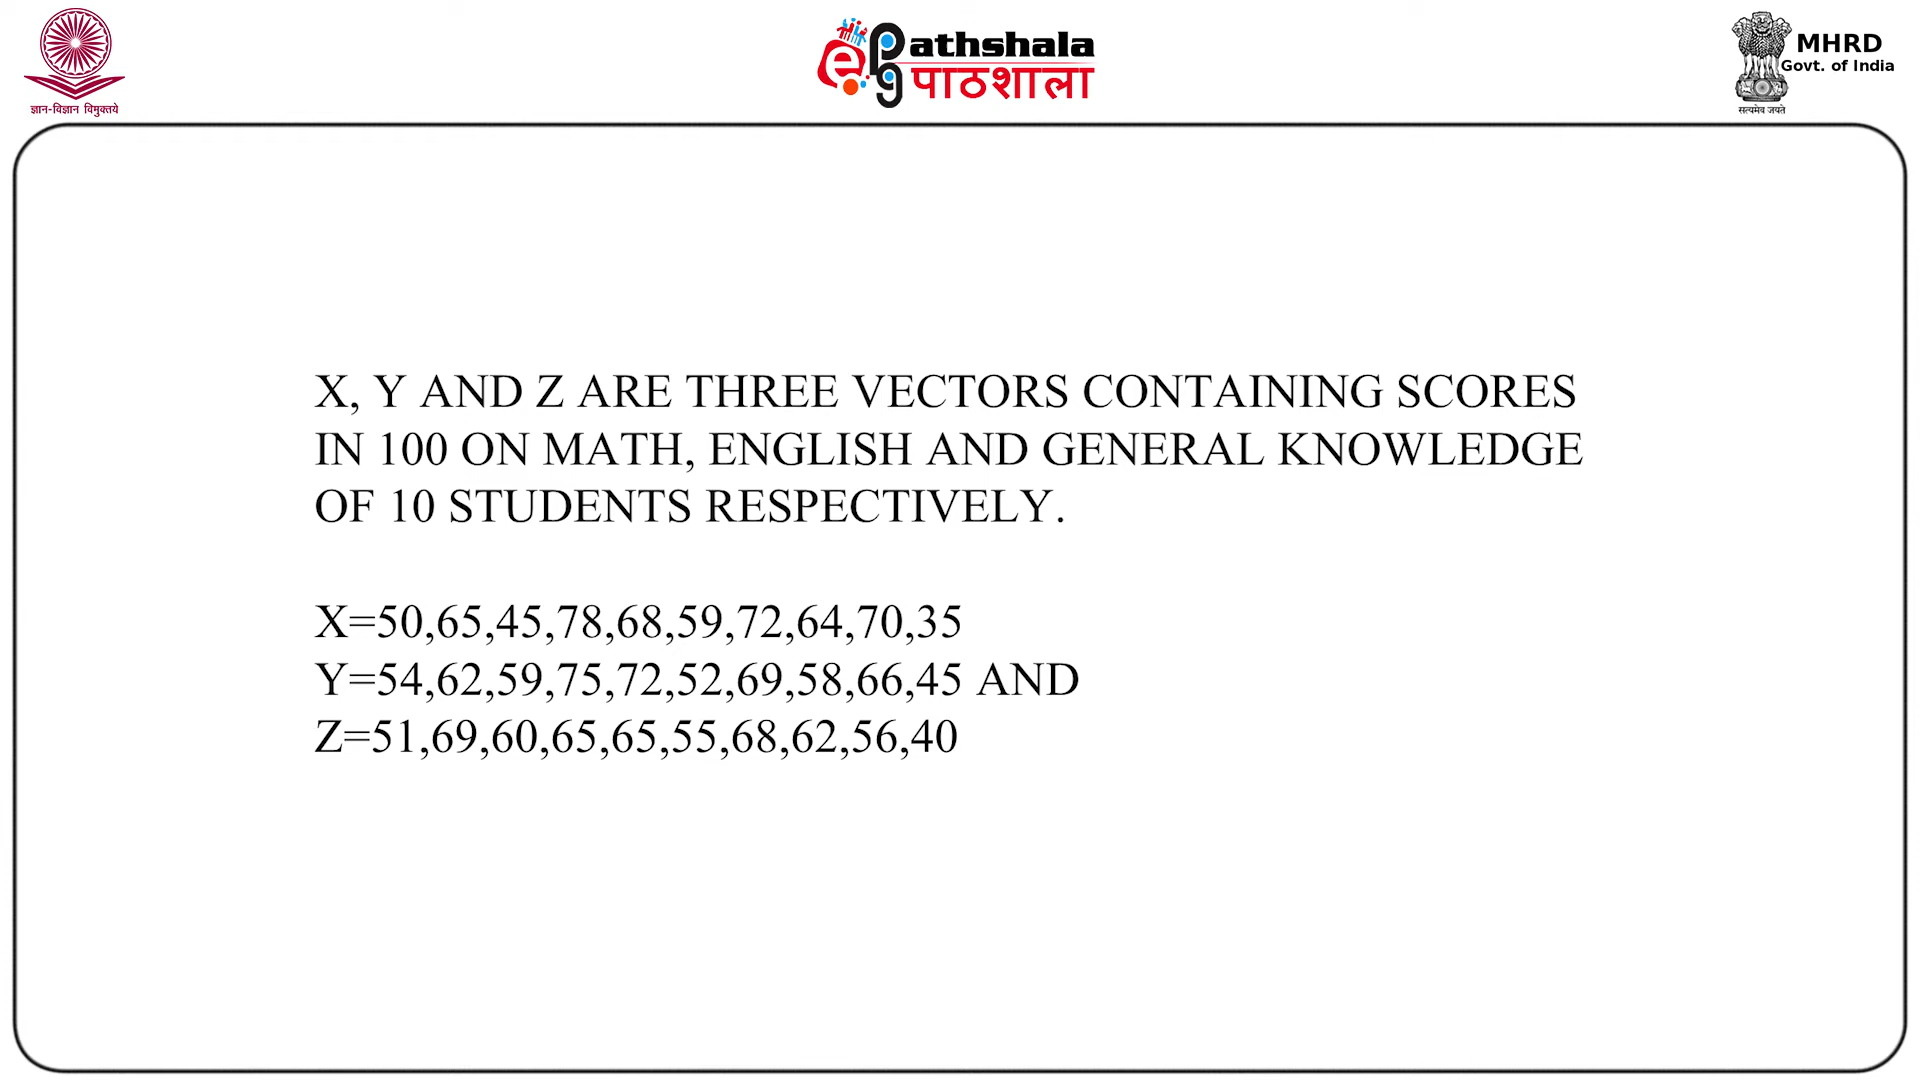 ज्ञान-विज्ञान विमुक्तये
ePG Pathshala
पाठशाला
MHRD
Govt. of India
सत्यमेव जयते
X, Y AND Z ARE THREE VECTORS CONTAINING SCORES
IN 100 ON MATH, ENGLISH AND GENERAL KNOWLEDGE
OF 10 STUDENTS RESPECTIVELY.
X=50,65,45,78,68,59,72,64,70,35
Y=54,62,59,75,72,52,69,58,66,45 AND
Z=51,69,60,65,65,55,68,62,56,40